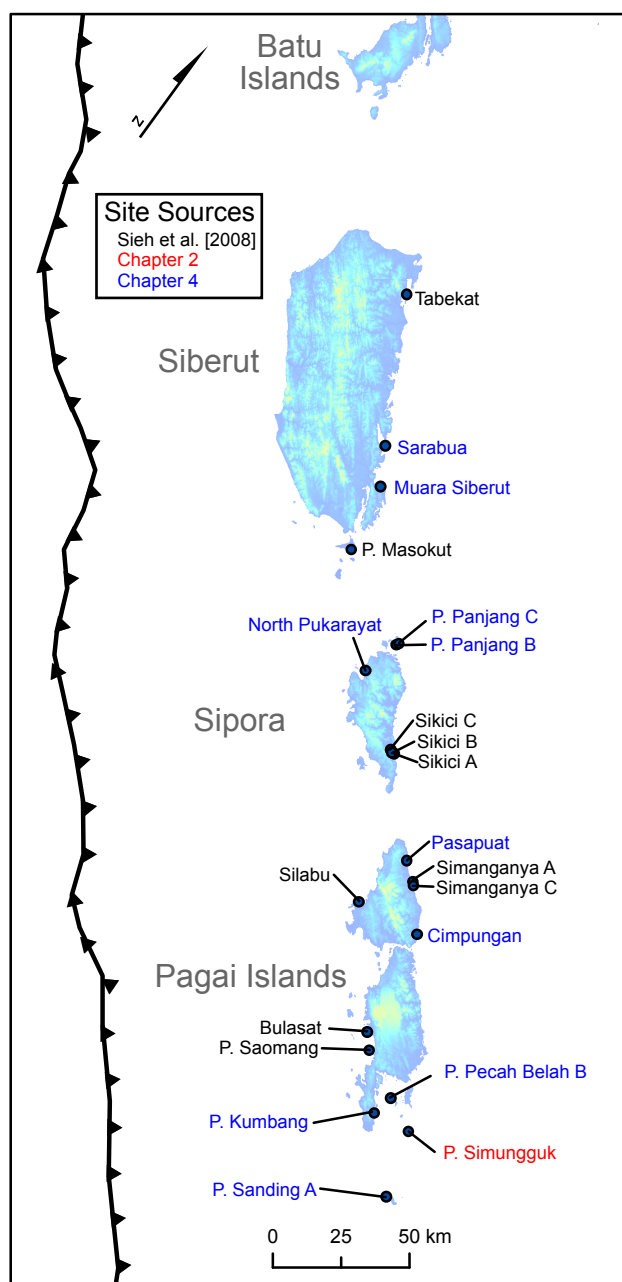 Batu
Islands
N
Site Sources
Sieh et al. [2008]
Chapter 2
Chapter 4
Tabekat
Siberut
Sarabua
Muara Siberut
P. Masokut
P. Panjang C
North Pukarayat
P. Panjang B
Sipora
Sikici C
Sikici B
Sikici A
Pasapuat
Simanganya A
Silabu
Simanganya C
Cimpungan
Pagai Islands
Bulasat
P. Saomang
P. Pecah Belah B
P. Kumbang
P. Simungguk
P. Sanding A
0 25 50 km